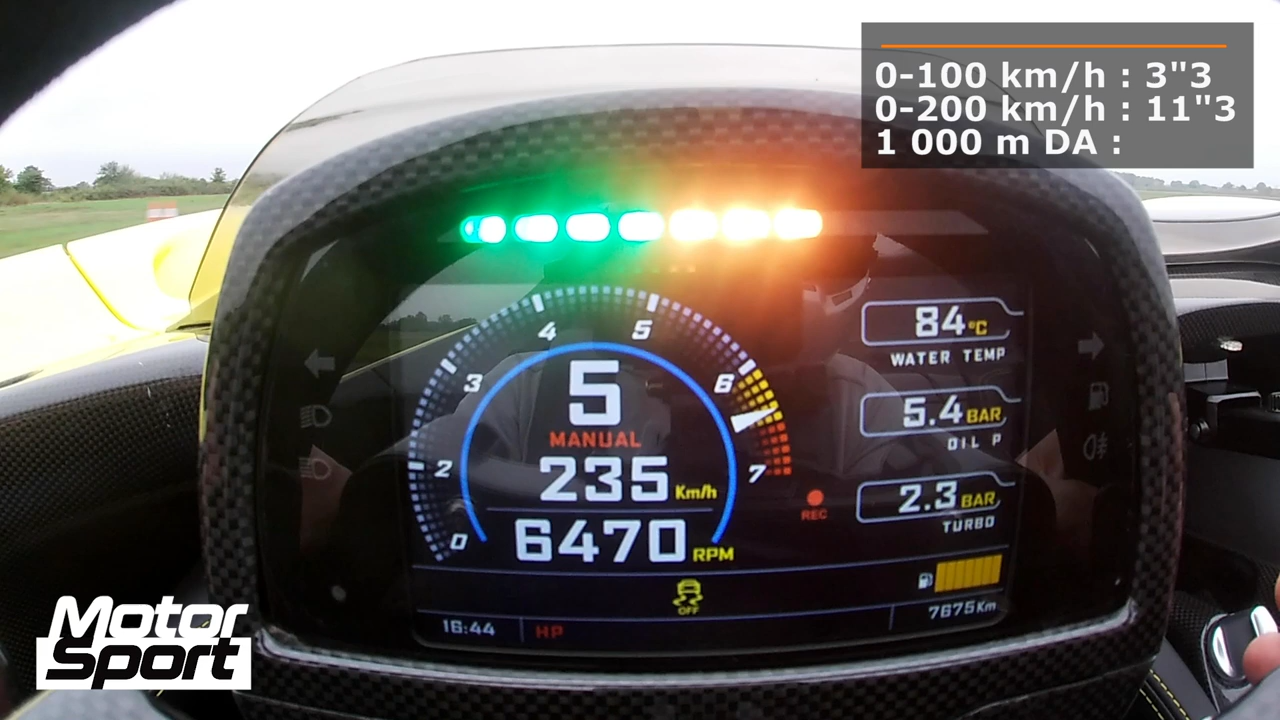 0-100 km/h : 3"3
0-200 km/h : 11"3
1 000 m DA :
4 5
3 6
2 7
0
5
MANUAL
235 Km/h
6470 RPM
84 °C
WATER TEMP
5.4 BAR
OIL P
2.3 BAR
TURBO
REC
OFF
16:44 HP 7675 Km
Motor
Sport